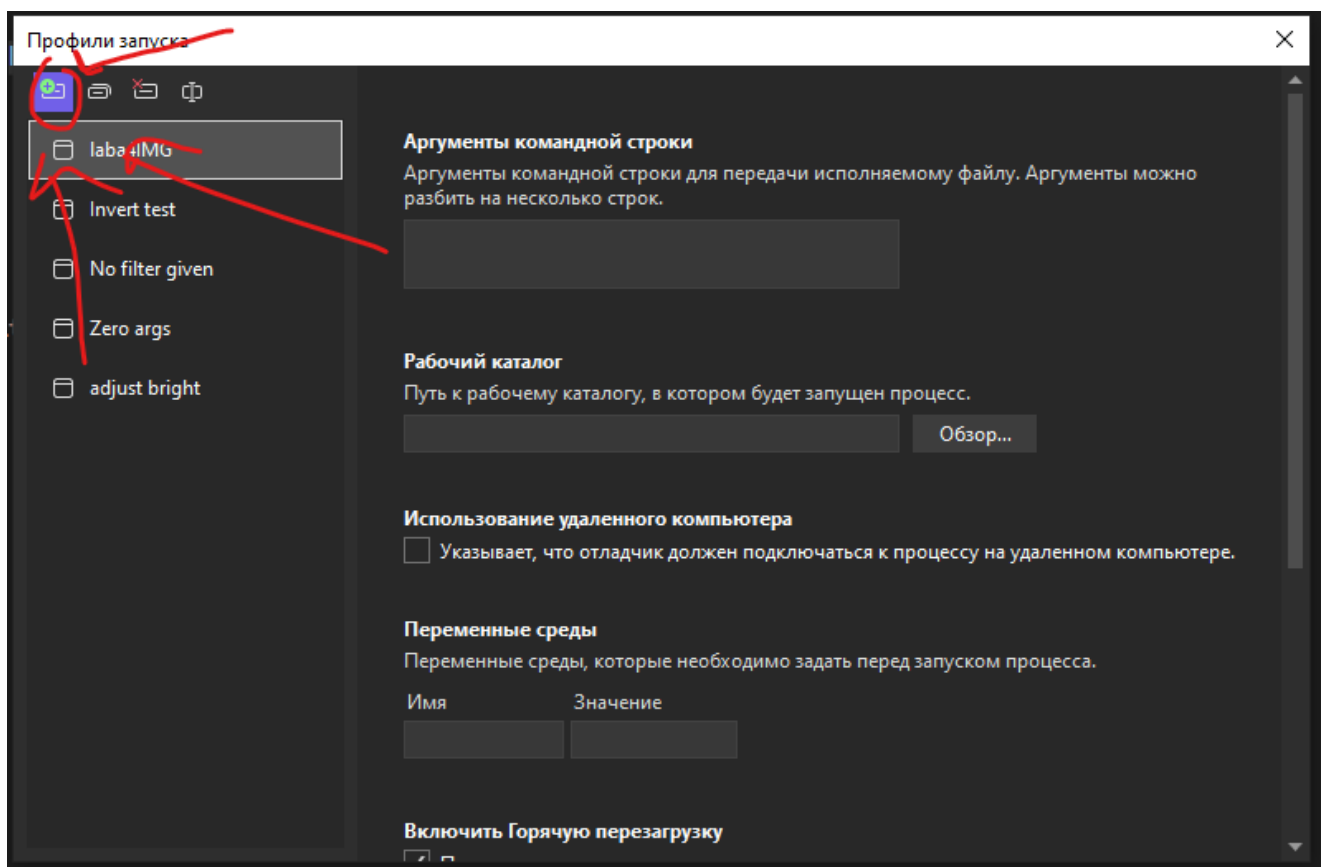 Профили запуска
laba4IMG
Invert test
No filter given
Zero args
adjust bright
Аргументы командной строки
Аргументы командной строки для передачи исполняемому файлу. Аргументы можно
разбить на несколько строк.
Рабочий каталог
Путь к рабочему каталогу, в котором будет запущен процесс.
Обзор...
Использование удаленного компьютера
Указывает, что отладчик должен подключаться к процессу на удаленном компьютере.
Переменные среды
Переменные среды, которые необходимо задать перед запуском процесса.
Имя Значение
Включить Горячую перезагрузку